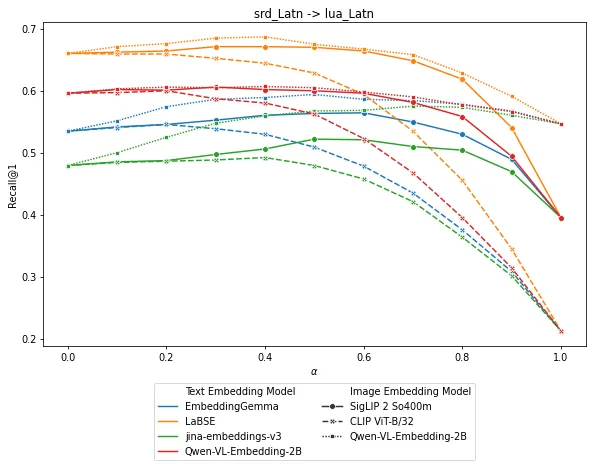 srd_Latn -> lua_Latn
0.7
0.6
0.5
0.4
0.3
0.2
Recall@1
0.0 0.2 0.4 0.6 0.8 1.0
α
Text Embedding Model Image Embedding Model
EmbeddingGemma SigLIP 2 So400m
LaBSE CLIP ViT-B/32
jina-embeddings-v3 Qwen-VL-Embedding-2B
Qwen-VL-Embedding-2B